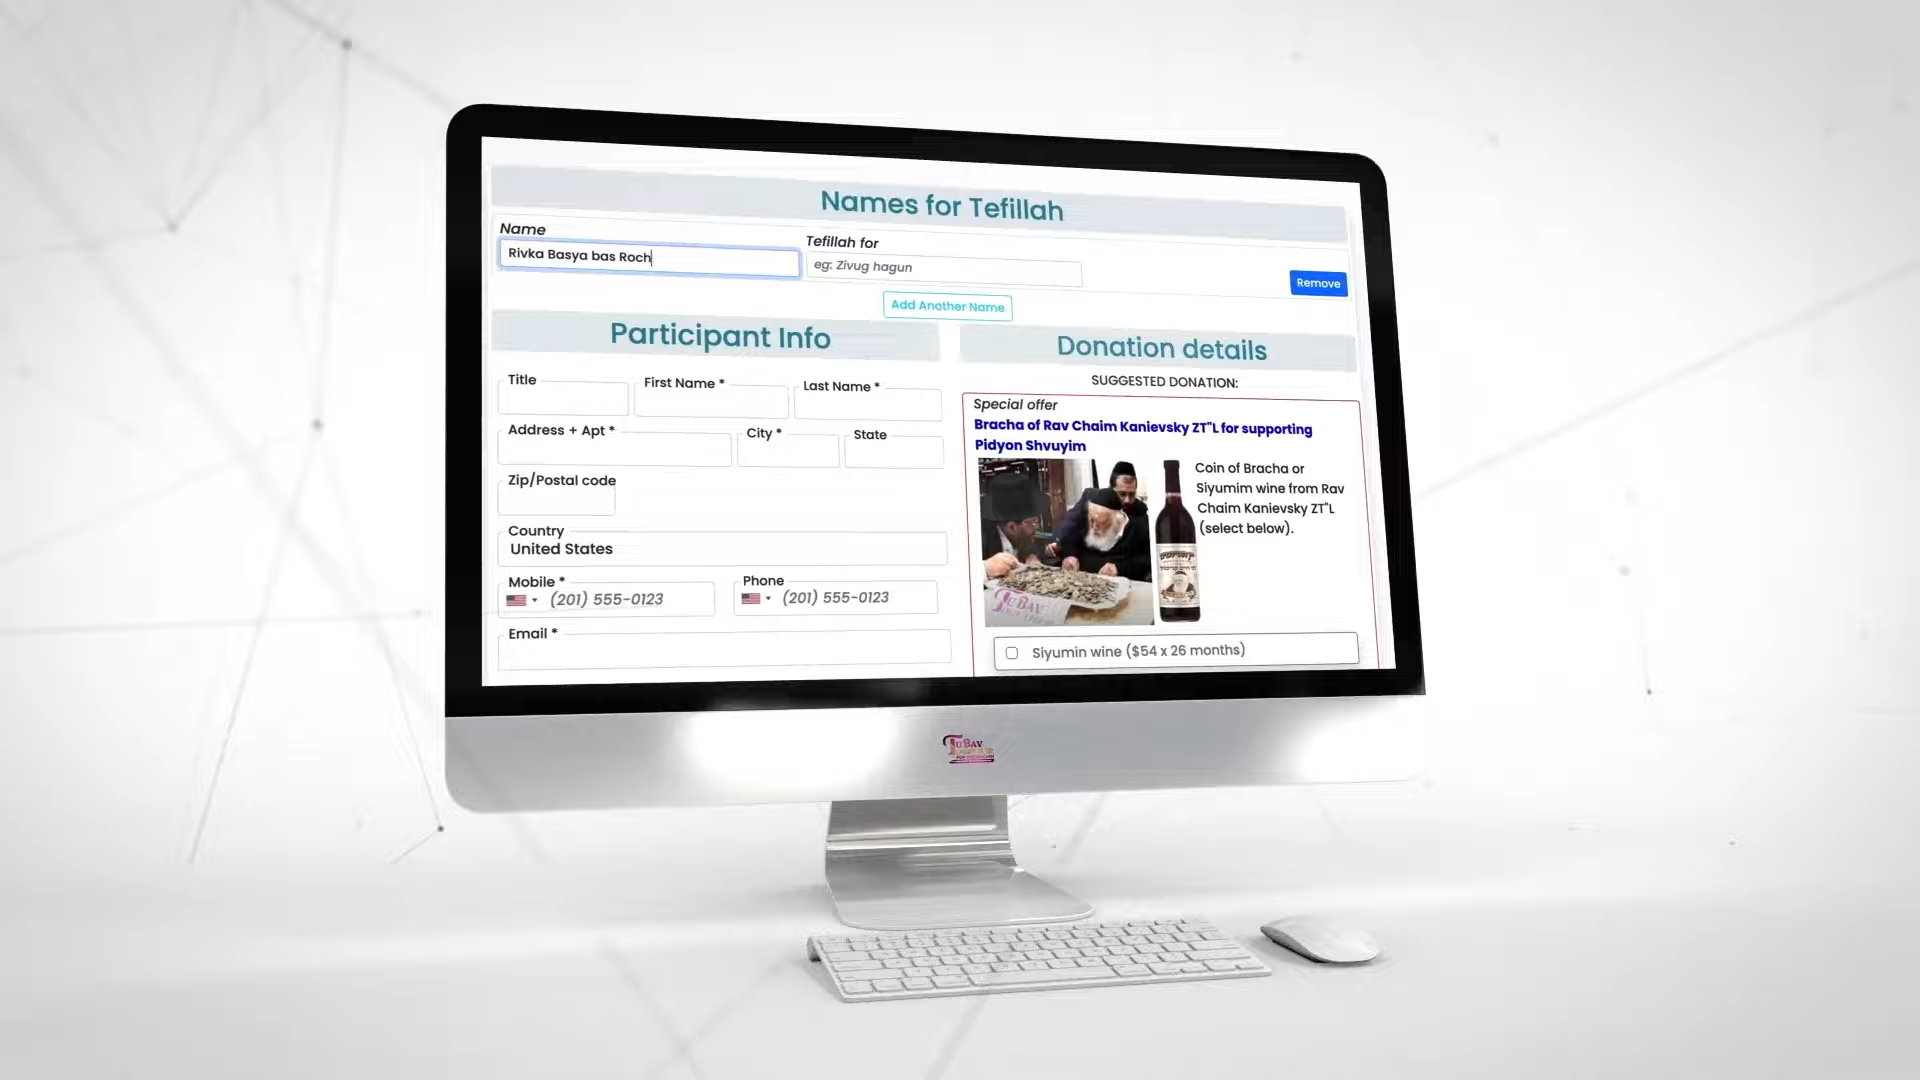 Names for Tefillah
Name
Tefillah for
Rivka Basya bas Roch
eg: Zivug hagun
Remove
Add Another Name
Participant Info
Title
First Name *
Last Name *
Address + Apt *
City *
State
Zip/Postal code
Country
United States
Mobile *
Phone
(201) 555-0123
(201) 555-0123
Email *
Donation details
SUGGESTED DONATION:
Special offer
Bracha of Rav Chaim Kanievsky ZT"L for supporting
Pidyon Shvuyim
Coin of Bracha or
Siyumim wine from Rav
Chaim Kanievsky ZT"L
(select below).
TuBav
Siyumin wine ($54 x 26 months)
TuBav